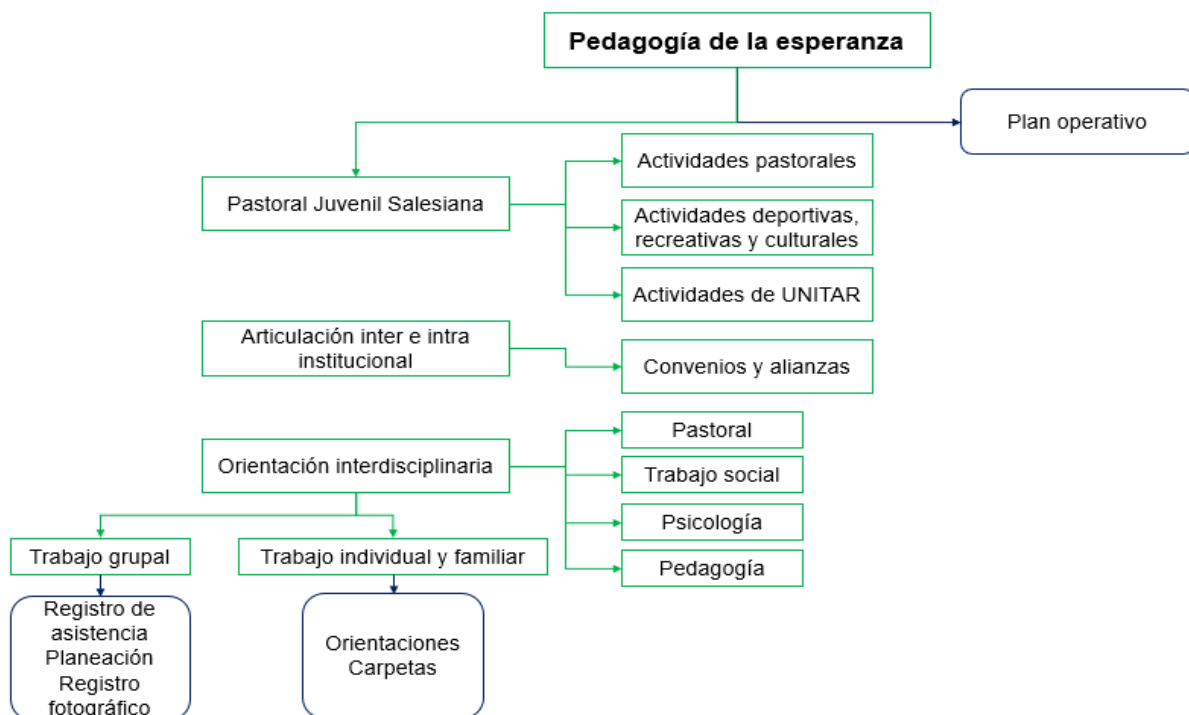 Pedagogía de la esperanza
Plan operativo
Pastoral Juvenil Salesiana
Actividades pastorales
Actividades deportivas,
recreativas y culturales
Actividades de UNITAR
Articulación inter e intra
institucional
Convenios y alianzas
Orientación interdisciplinaria
Pastoral
Trabajo social
Psicología
Pedagogía
Trabajo grupal
Trabajo individual y familiar
Registro de
asistencia
Planeación
Registro
fotográfico
Orientaciones
Carpetas